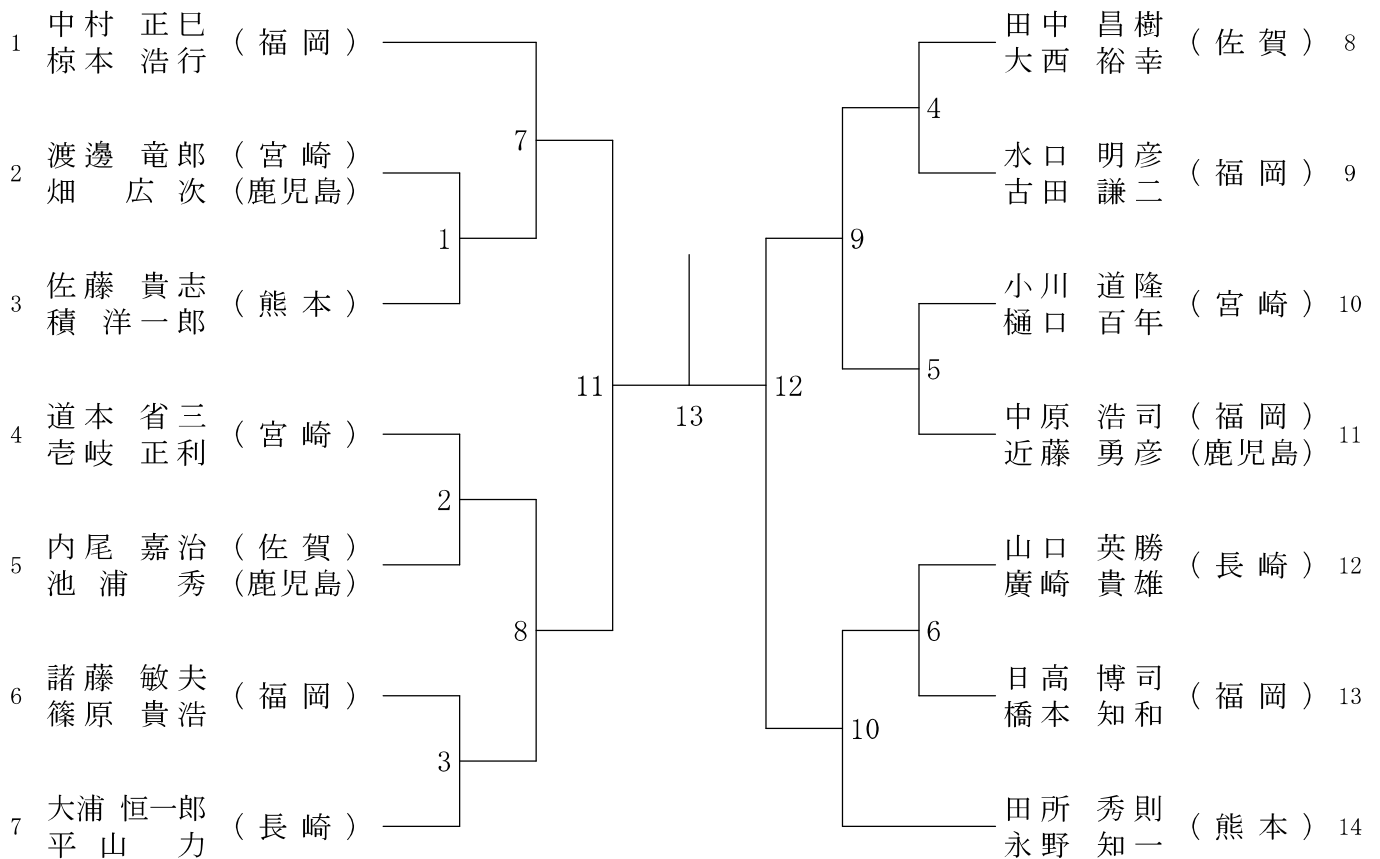 1 中村 正巳 (福岡)
椋本 浩行
2 渡邊 竜郎 (宮崎)
畑 広次 (鹿児島)
3 佐藤 貴志 (熊本)
積 洋一郎
4 道本 省三 (宮崎)
壱岐 正利
5 内尾 嘉治 (佐賀)
池浦 秀 (鹿児島)
6 諸藤 敏夫 (福岡)
篠原 貴浩
7 大浦 恒一郎 (長崎)
平山 力
7
1
2
8
3
11
13
12
4
9
5
6
10
田中 昌樹 (佐賀) 8
大西 裕幸
水口 明彦 (福岡) 9
古田 謙二
小川 道隆 (宮崎) 10
樋口 百年
中原 浩司 (福岡) 11
近藤 勇彦 (鹿児島)
山口 英勝 (長崎) 12
廣崎 貴雄
日高 博司 (福岡) 13
橋本 知和
田所 秀則 (熊本) 14
永野 知一